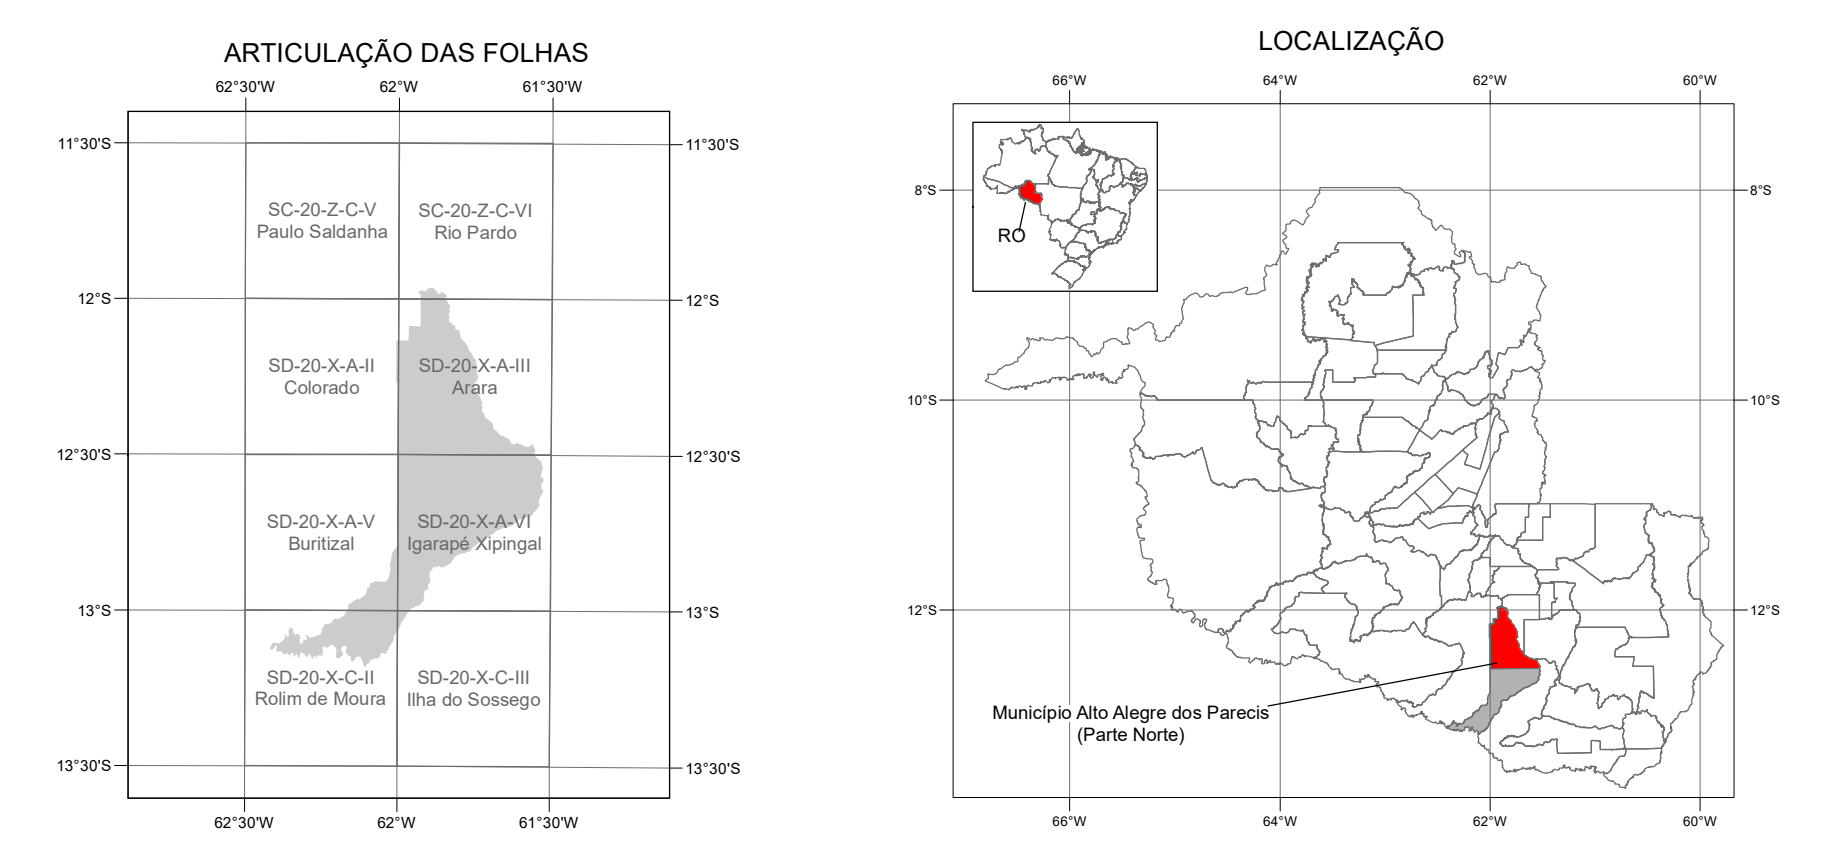 ARTICULAÇÃO DAS FOLHAS
62°30'W 62°W 61°30'W
11°30'S 11°30'S
SC-20-Z-C-V SC-20-Z-C-VI
Paulo Saldanha Rio Pardo
12°S 12°S
SD-20-X-A-II SD-20-X-A-III
Colorado Arara
12°30'S 12°30'S
SD-20-X-A-V SD-20-X-A-VI
Buritizal Igarapé Xipingal
13°S 13°S
SD-20-X-C-II SD-20-X-C-III
Rolim de Moura Ilha do Sossego
13°30'S 13°30'S
62°30'W 62°W 61°30'W
LOCALIZAÇÃO
66°W 64°W 62°W 60°W
8°S 8°S
RO
10°S 10°S
12°S 12°S
Município Alto Alegre dos Parecis
(Parte Norte)
66°W 64°W 62°W 60°W